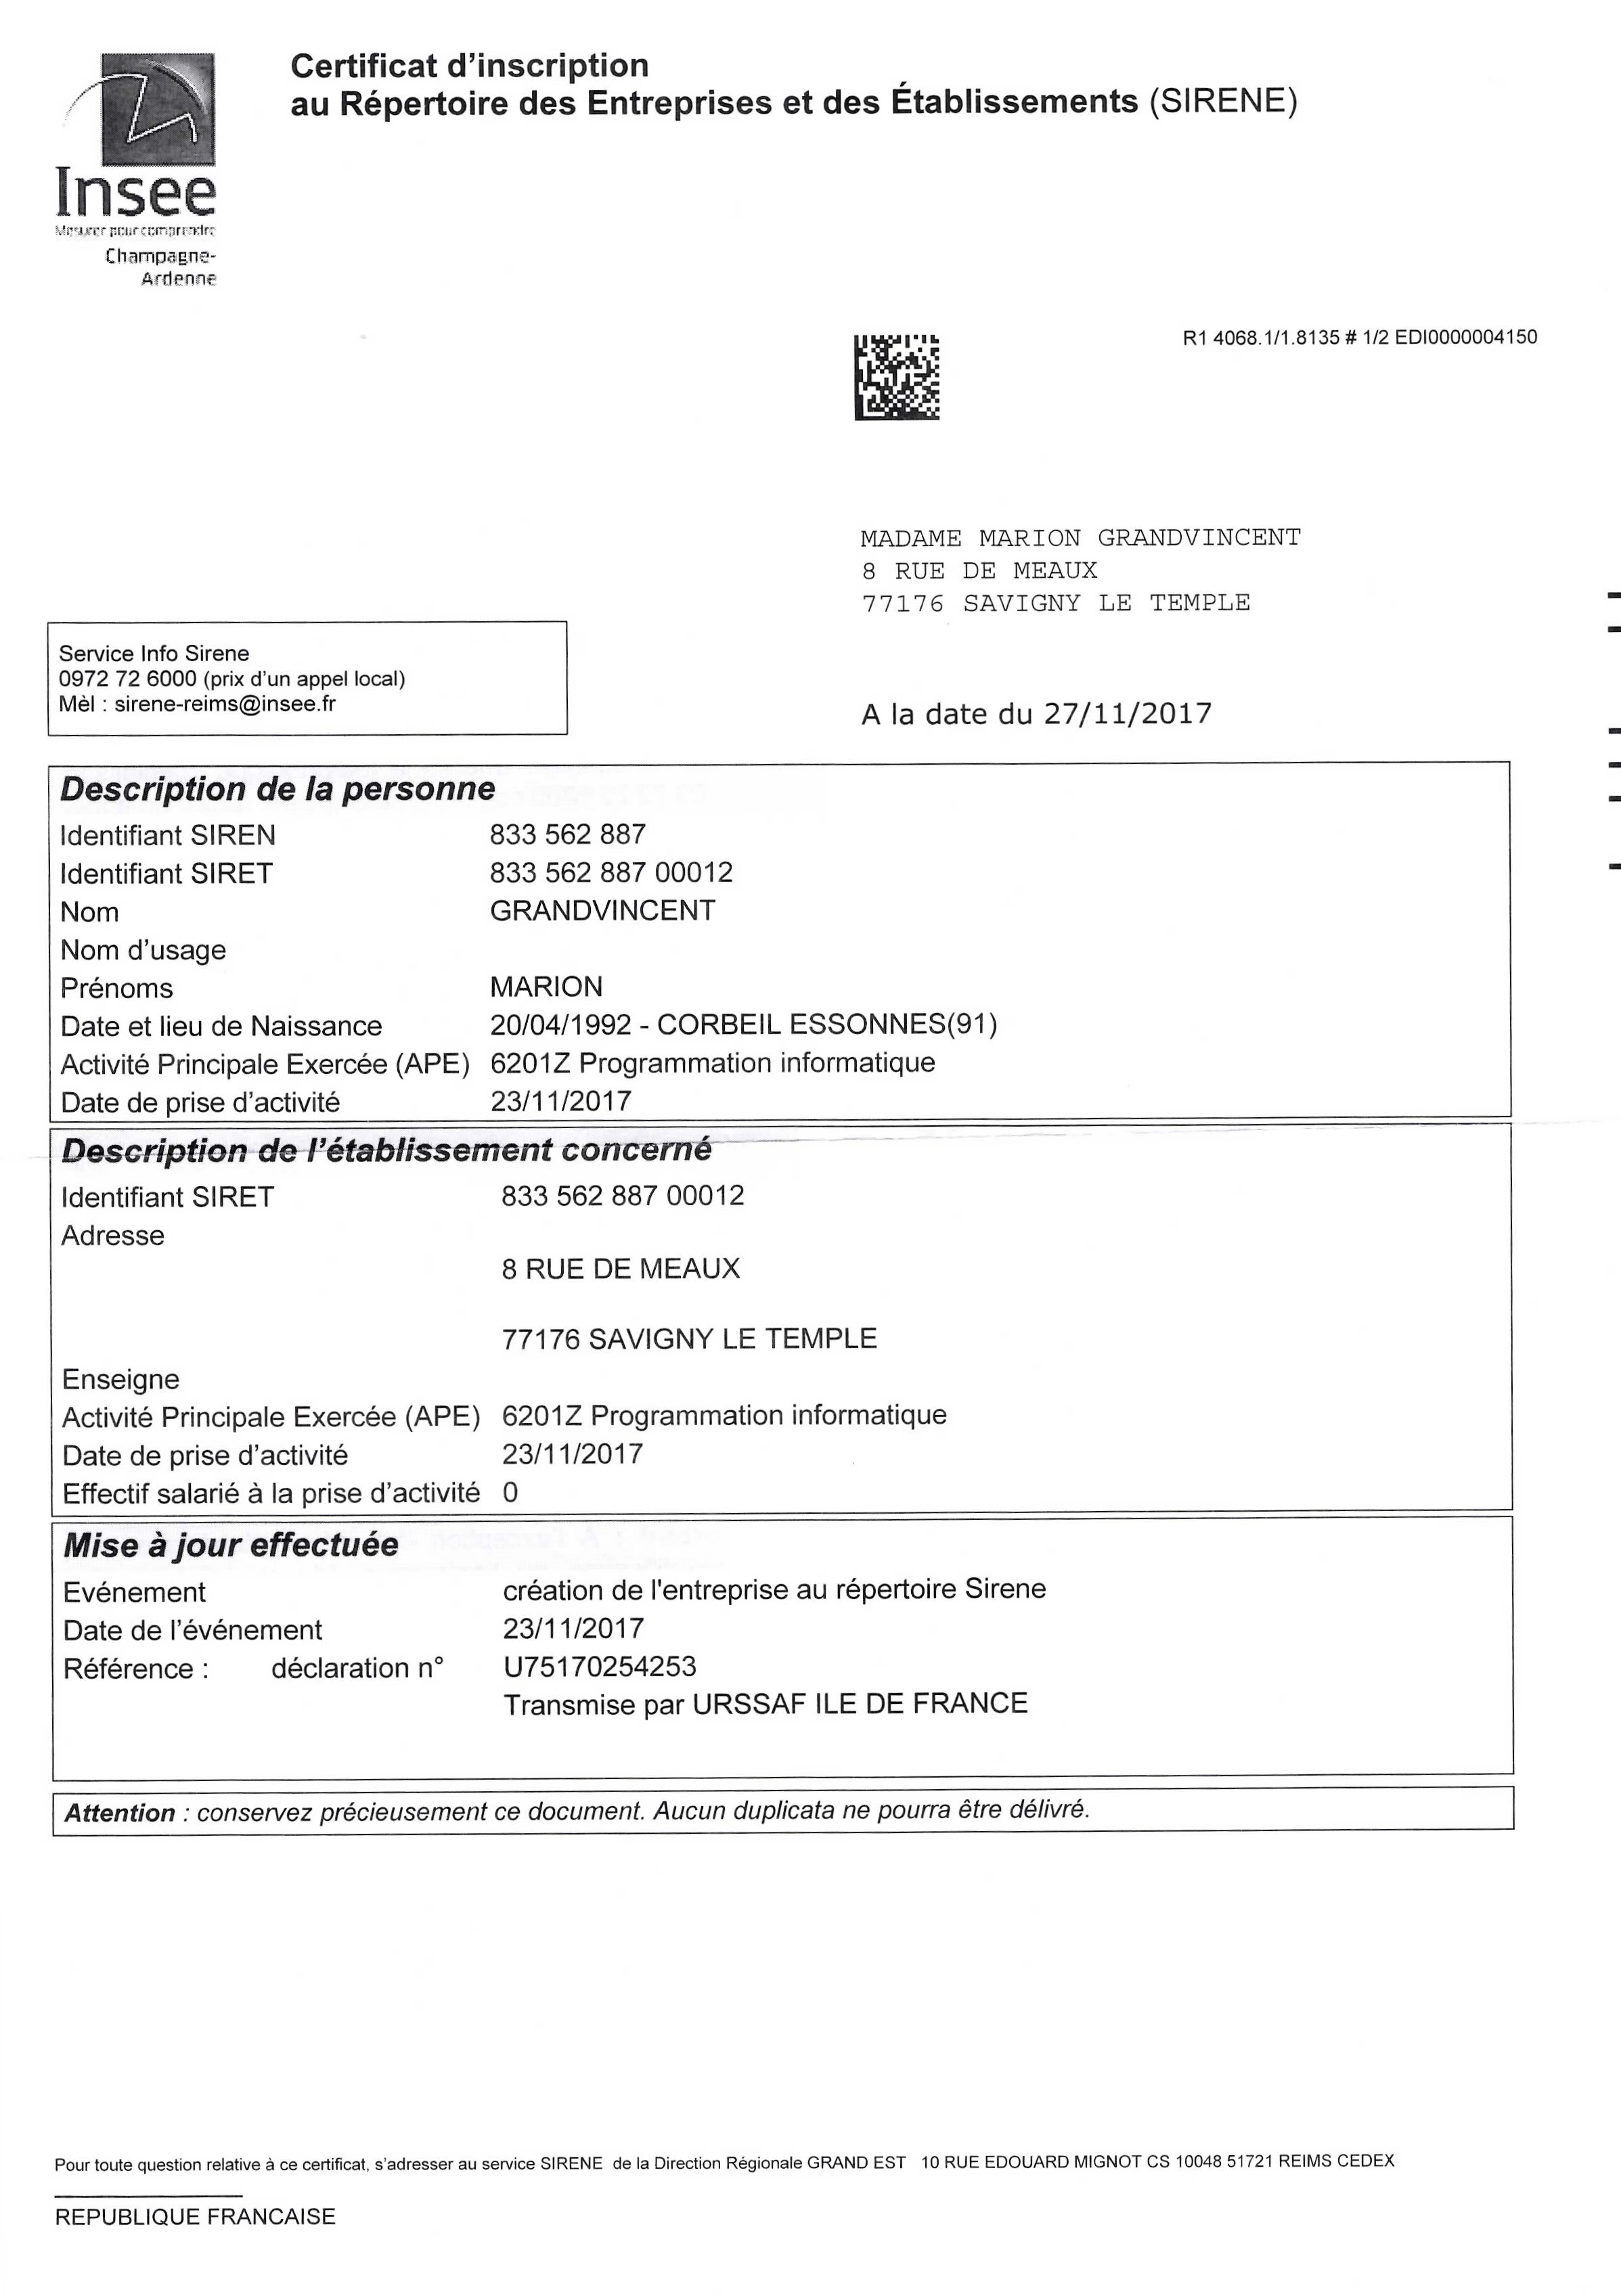 Certificat d'inscription
au Répertoire des Entreprises et des Établissements (SIRENE)
Insee
Mesurer pour comprendre
Champagne-
Ardenne
R1 4068.1/1.8135 # 1/2 EDI0000004150
MADAME MARION GRANDVINCENT
8 RUE DE MEAUX
77176 SAVIGNY LE TEMPLE
Service Info Sirene
0972 72 6000 (prix d'un appel local)
Mèl : sirene-reims@insee.fr
A la date du 27/11/2017
Description de la personne
Identifiant SIREN 833 562 887
Identifiant SIRET 833 562 887 00012
Nom GRANDVINCENT
Nom d'usage
Prénoms MARION
Date et lieu de Naissance 20/04/1992 - CORBEIL ESSONNES(91)
Activité Principale Exercée (APE) 6201Z Programmation informatique
Date de prise d'activité 23/11/2017
Description de l'établissement concerné
Identifiant SIRET 833 562 887 00012
Adresse
8 RUE DE MEAUX
77176 SAVIGNY LE TEMPLE
Enseigne
Activité Principale Exercée (APE) 6201Z Programmation informatique
Date de prise d'activité 23/11/2017
Effectif salarié à la prise d'activité 0
Mise à jour effectuée
Evénement création de l'entreprise au répertoire Sirene
Date de l'événement 23/11/2017
Référence : déclaration n° U75170254253
Transmise par URSSAF ILE DE FRANCE
Attention : conservez précieusement ce document. Aucun duplicata ne pourra être délivré.
Pour toute question relative à ce certificat, s'adresser au service SIRENE de la Direction Régionale GRAND EST 10 RUE EDOUARD MIGNOT CS 10048 51721 REIMS CEDEX
REPUBLIQUE FRANCAISE